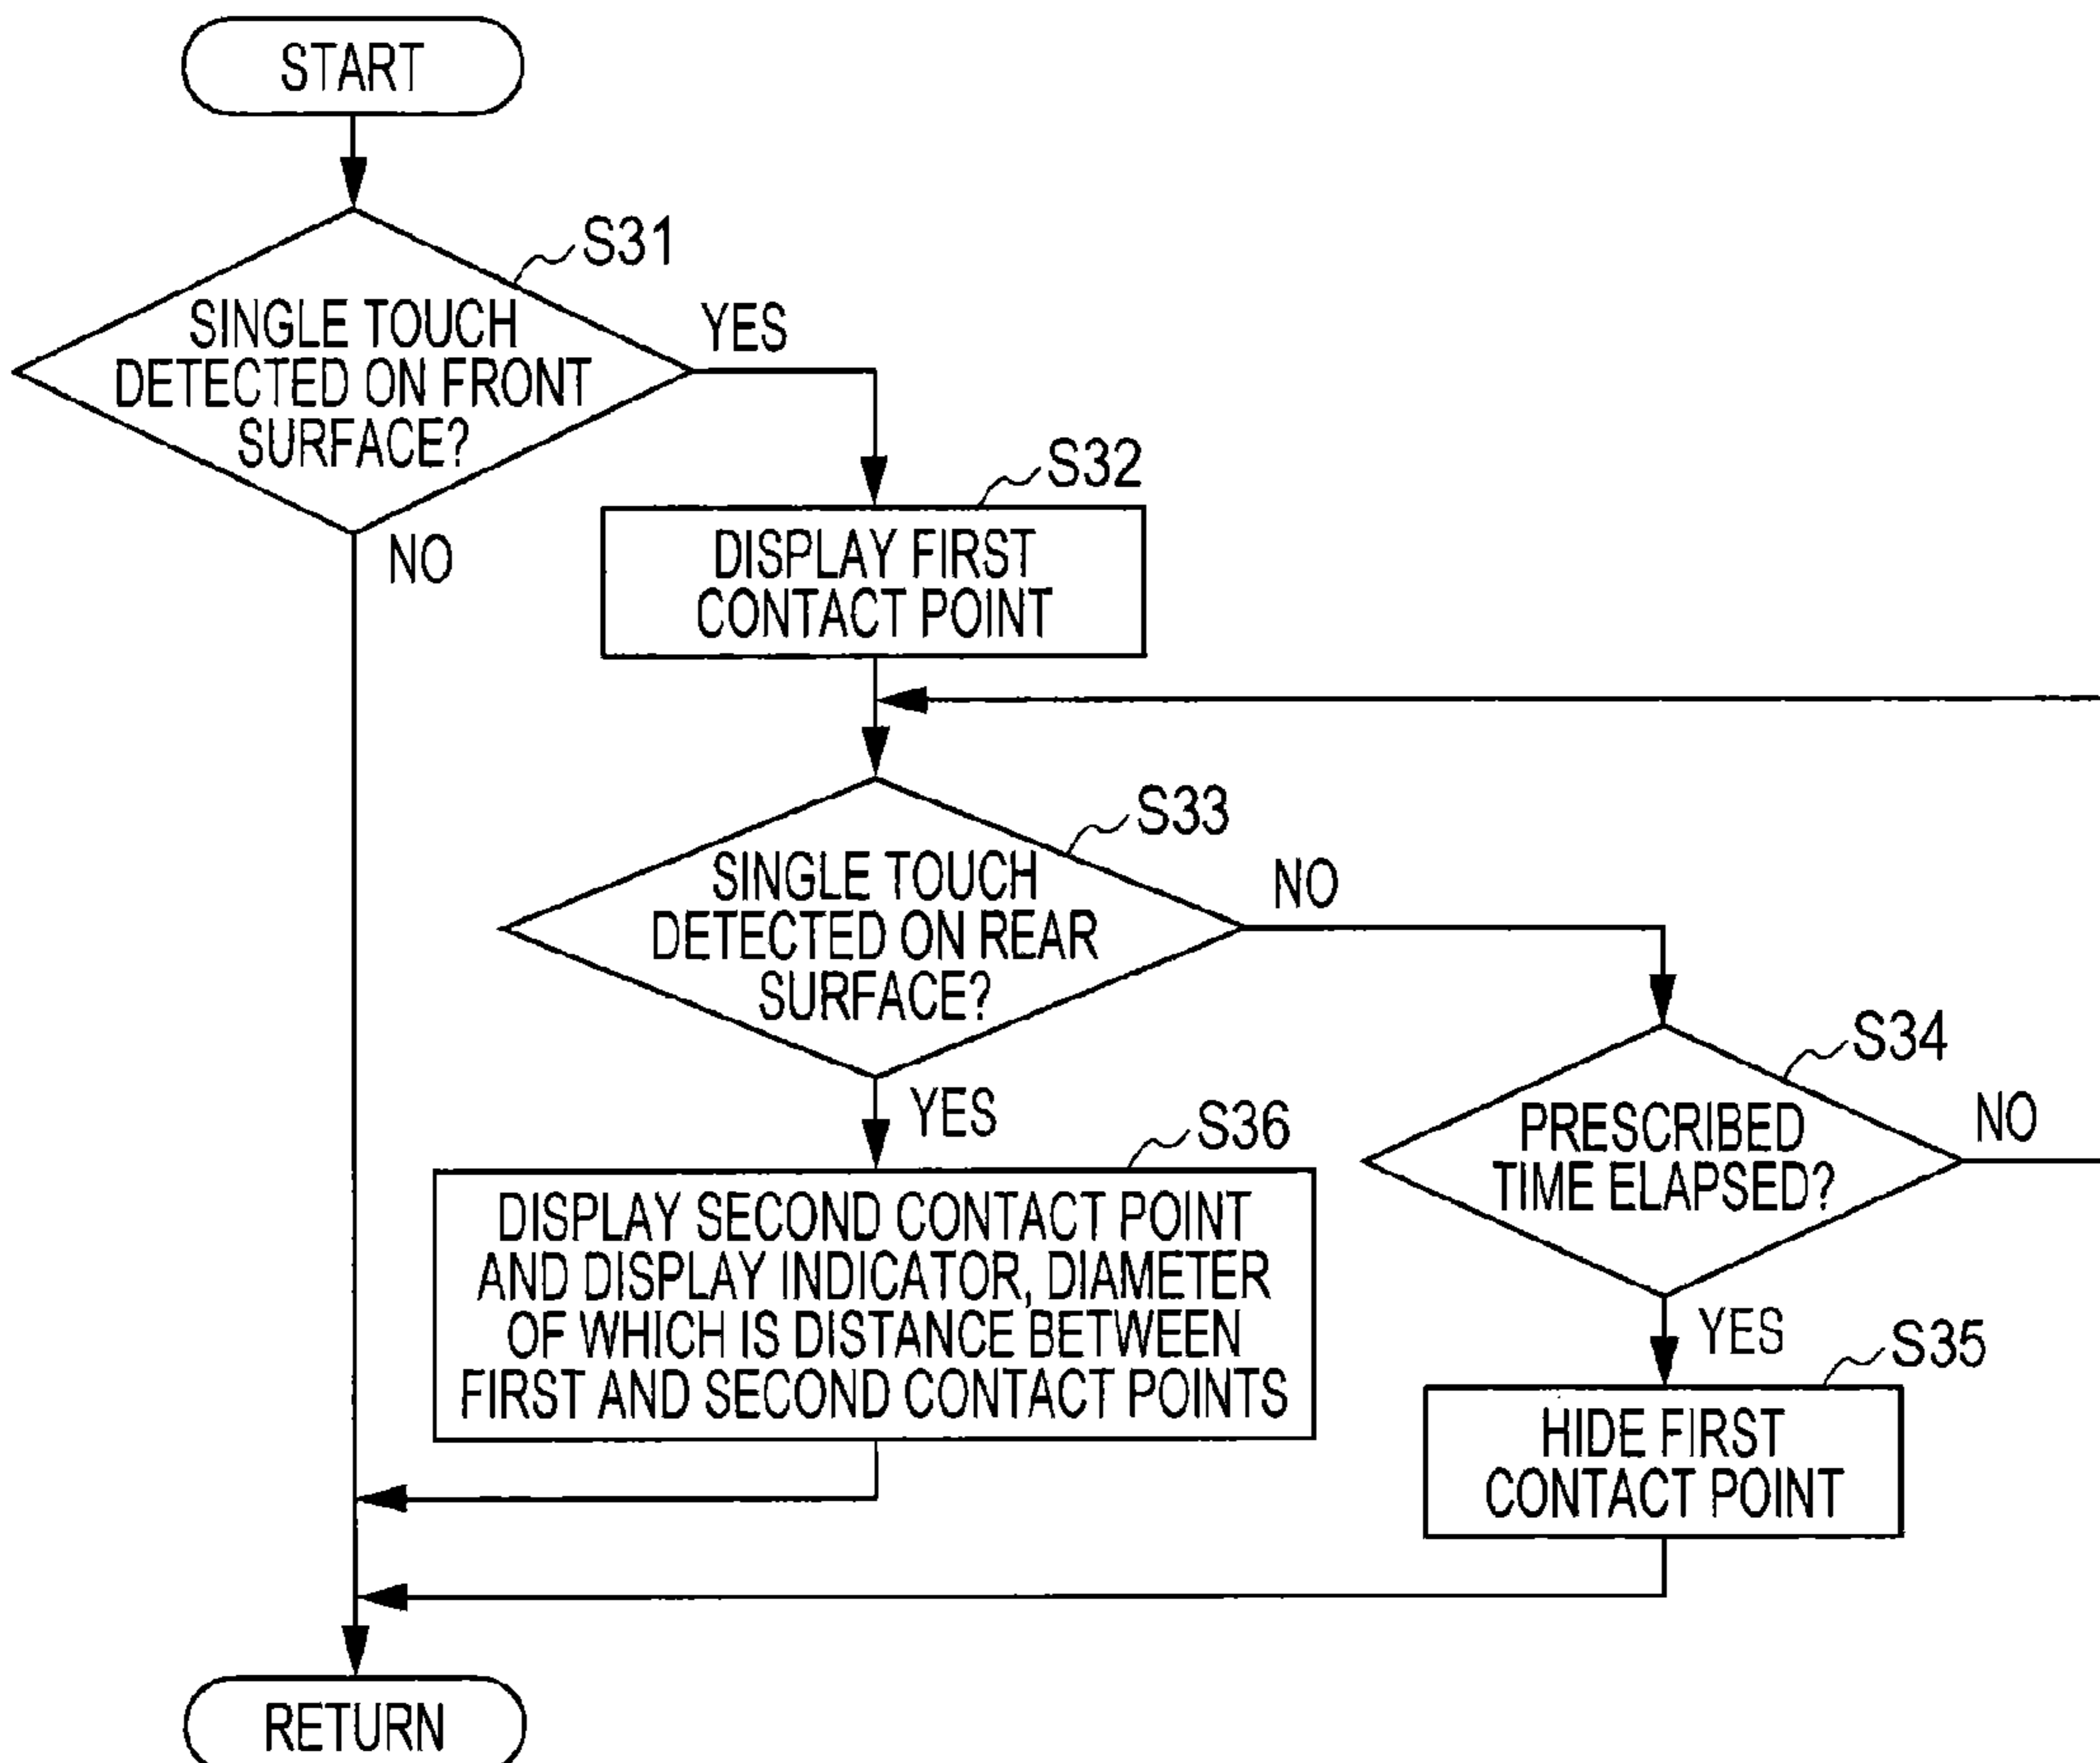 START
S31
SINGLE TOUCH
DETECTED ON FRONT
SURFACE?
YES
NO
S32
DISPLAY FIRST
CONTACT POINT
S33
SINGLE TOUCH
DETECTED ON REAR
SURFACE?
NO
YES
S34
PRESCRIBED
TIME ELAPSED?
NO
YES
S36
DISPLAY SECOND CONTACT POINT
AND DISPLAY INDICATOR, DIAMETER
OF WHICH IS DISTANCE BETWEEN
FIRST AND SECOND CONTACT POINTS
S35
HIDE FIRST
CONTACT POINT
RETURN